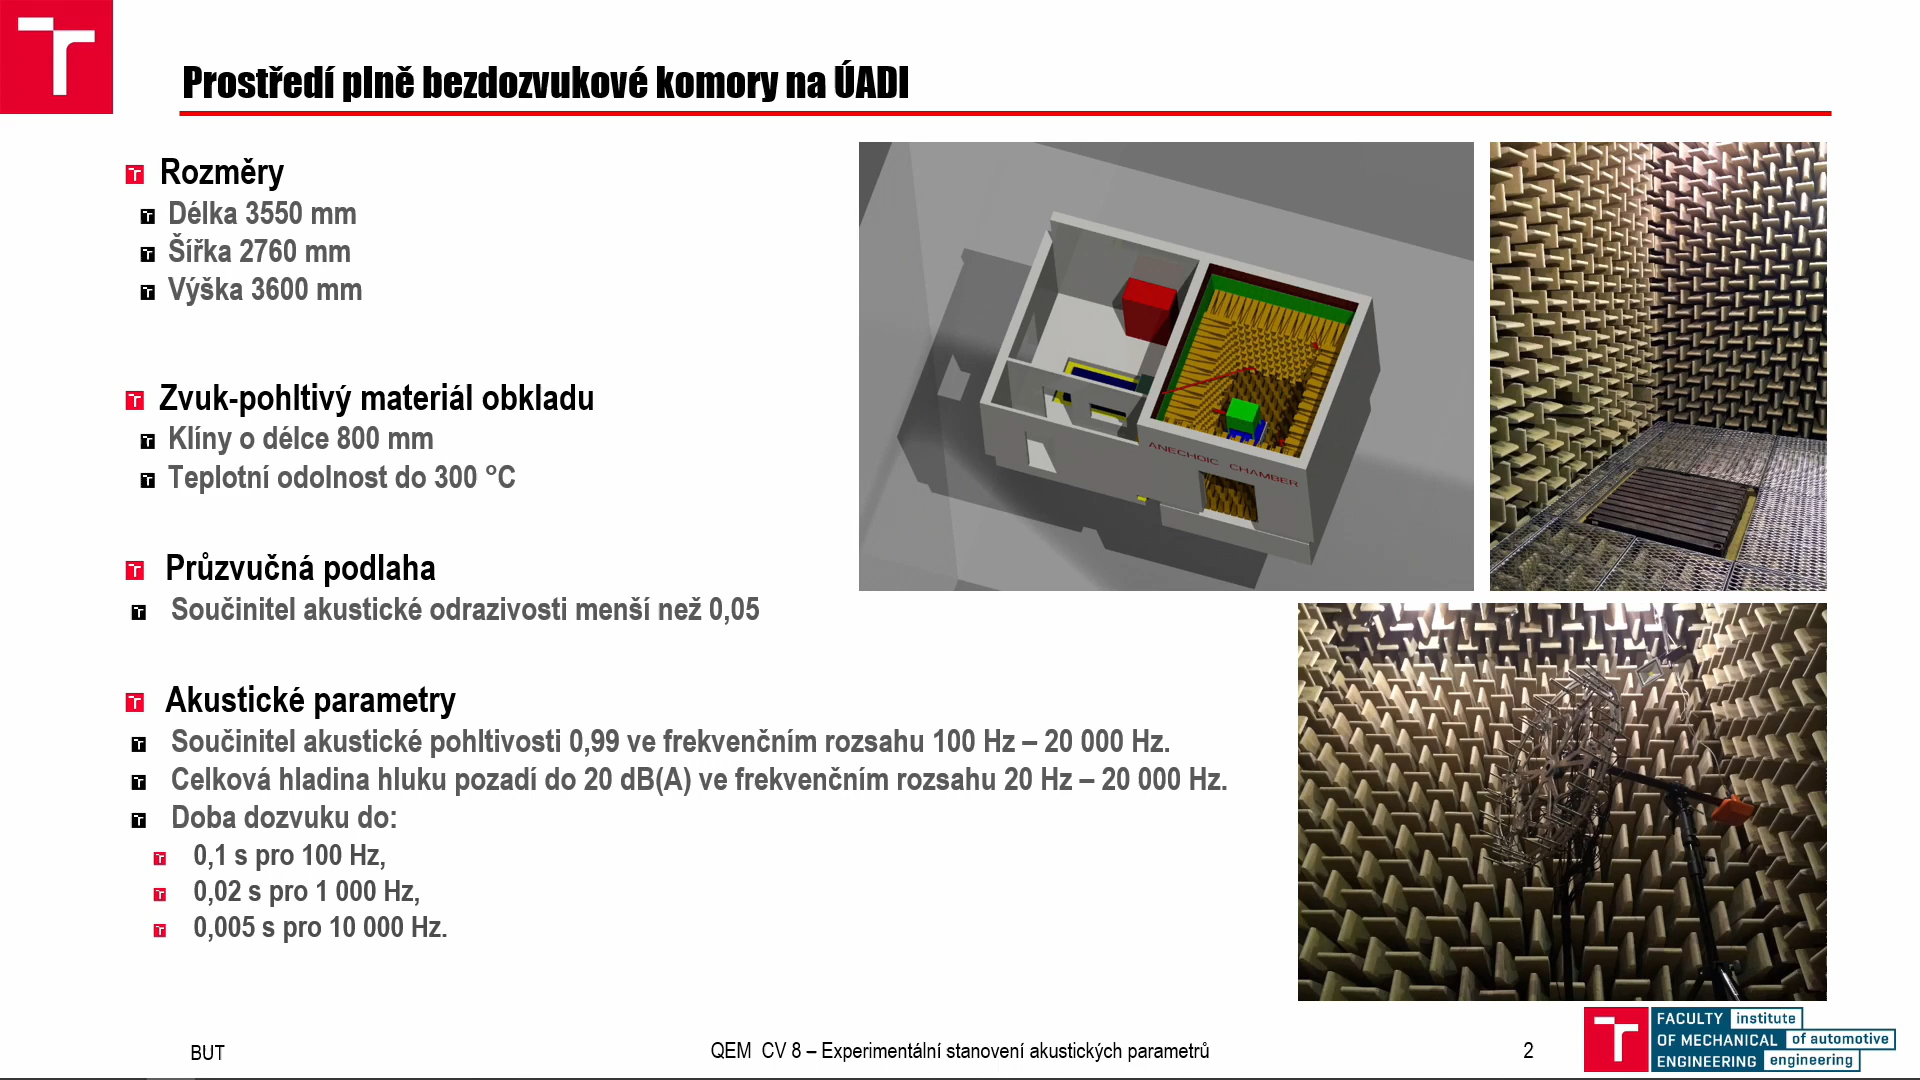 Prostředí plně bezdozvukové komory na ÚADI
Rozměry
Délka 3550 mm
Šířka 2760 mm
Výška 3600 mm
Zvuk-pohltivý materiál obkladu
Klíny o délce 800 mm
Teplotní odolnost do 300 °C
Průzvučná podlaha
Součinitel akustické odrazivosti menší než 0,05
Akustické parametry
Součinitel akustické pohltivosti 0,99 ve frekvenčním rozsahu 100 Hz – 20 000 Hz.
Celková hladina hluku pozadí do 20 dB(A) ve frekvenčním rozsahu 20 Hz – 20 000 Hz.
Doba dozvuku do:
0,1 s pro 100 Hz,
0,02 s pro 1 000 Hz,
0,005 s pro 10 000 Hz.
ANECHOIC CHAMBER
BUT
QEM CV 8 – Experimentální stanovení akustických parametrů
2
FACULTY institute
OF MECHANICAL of automotive
ENGINEERING engineering